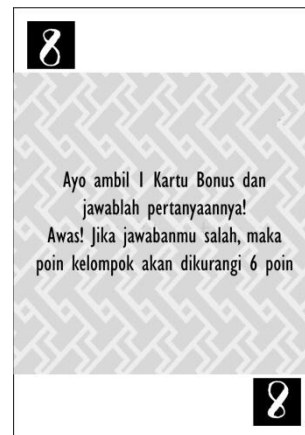 8
Ayo ambil 1 Kartu Bonus dan
jawablah pertanyaannya!
Awas! Jika jawabanmu salah, maka
poin kelompok akan dikurangi 6 poin
8